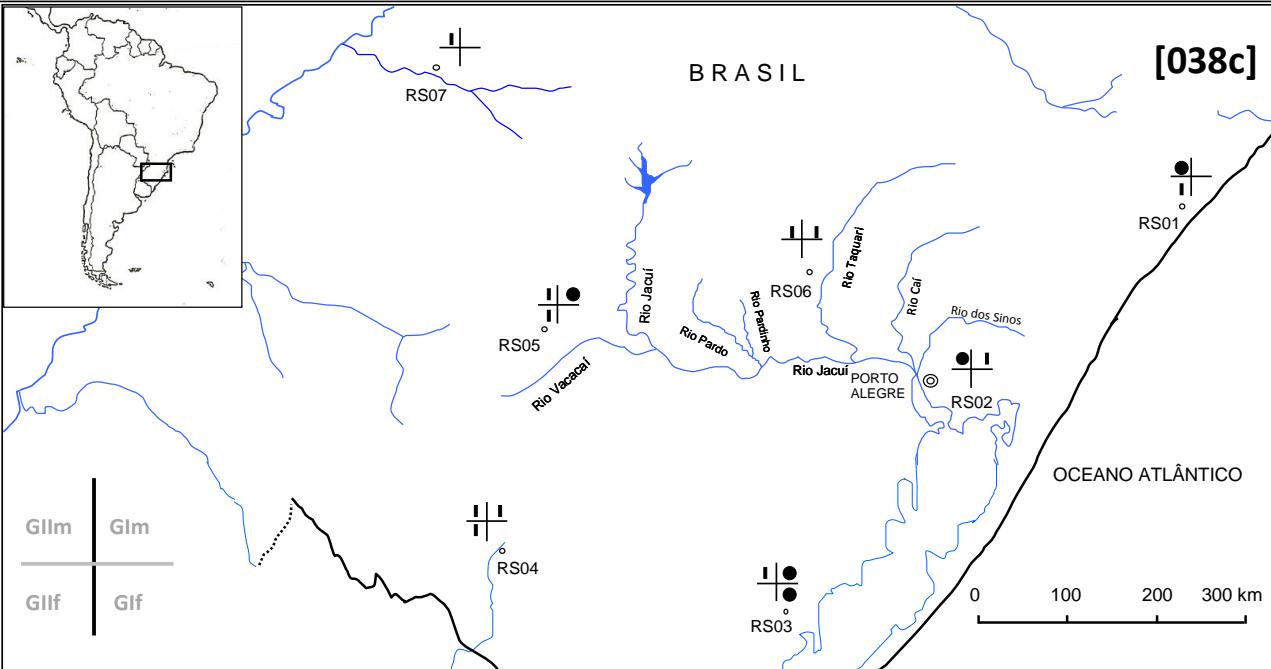 BRASIL
[038c]
RS07
RS01
Rio Taquari
RS06
Rio Jacuí
Rio Caí
Rio dos Sinos
Rio Pardinho
Rio Pardo
RS05
Rio Vacacaí
Rio Jacuí
PORTO
ALEGRE
RS02
OCEANO ATLÂNTICO
GIIm GIm
GIIf GIf
RS04
RS03
0 100 200 300 km